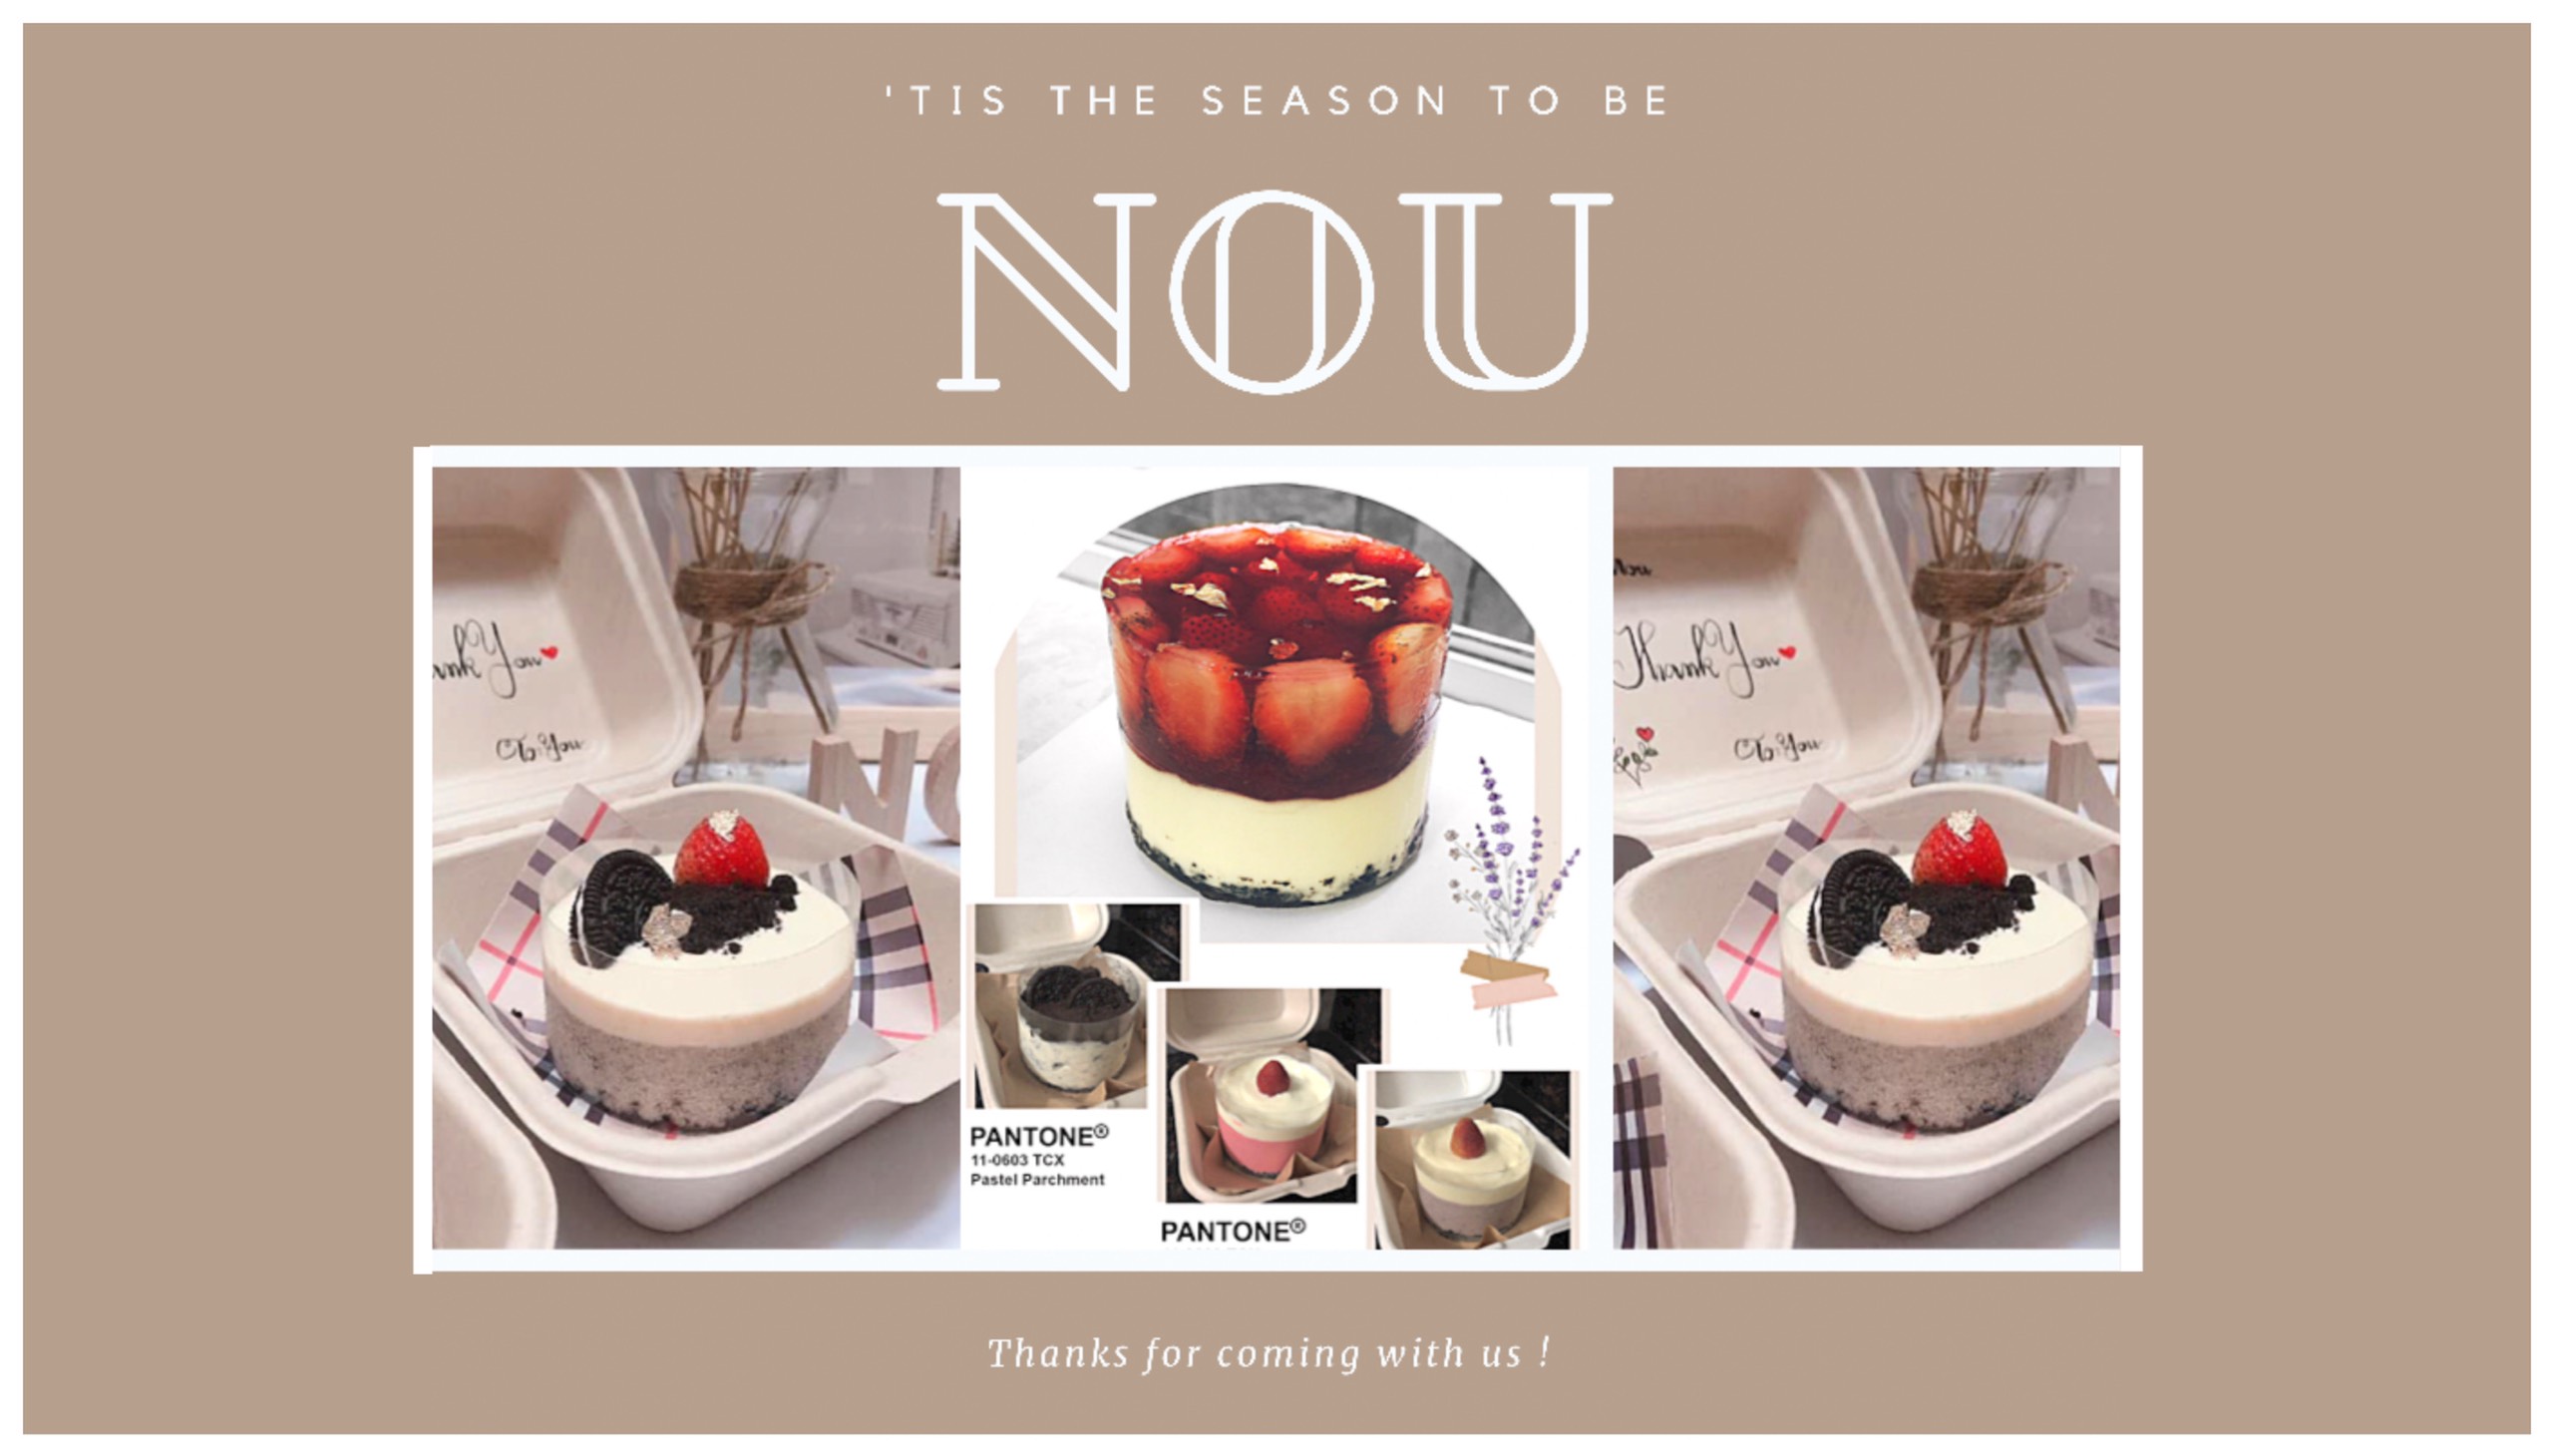 'TIS THE SEASON TO BE
NOU
You
To: You
NO
PANTONE®
11-0603 TCX
Pastel Parchment
PANTONE®
Thank You
To: You
Thanks for coming with us !